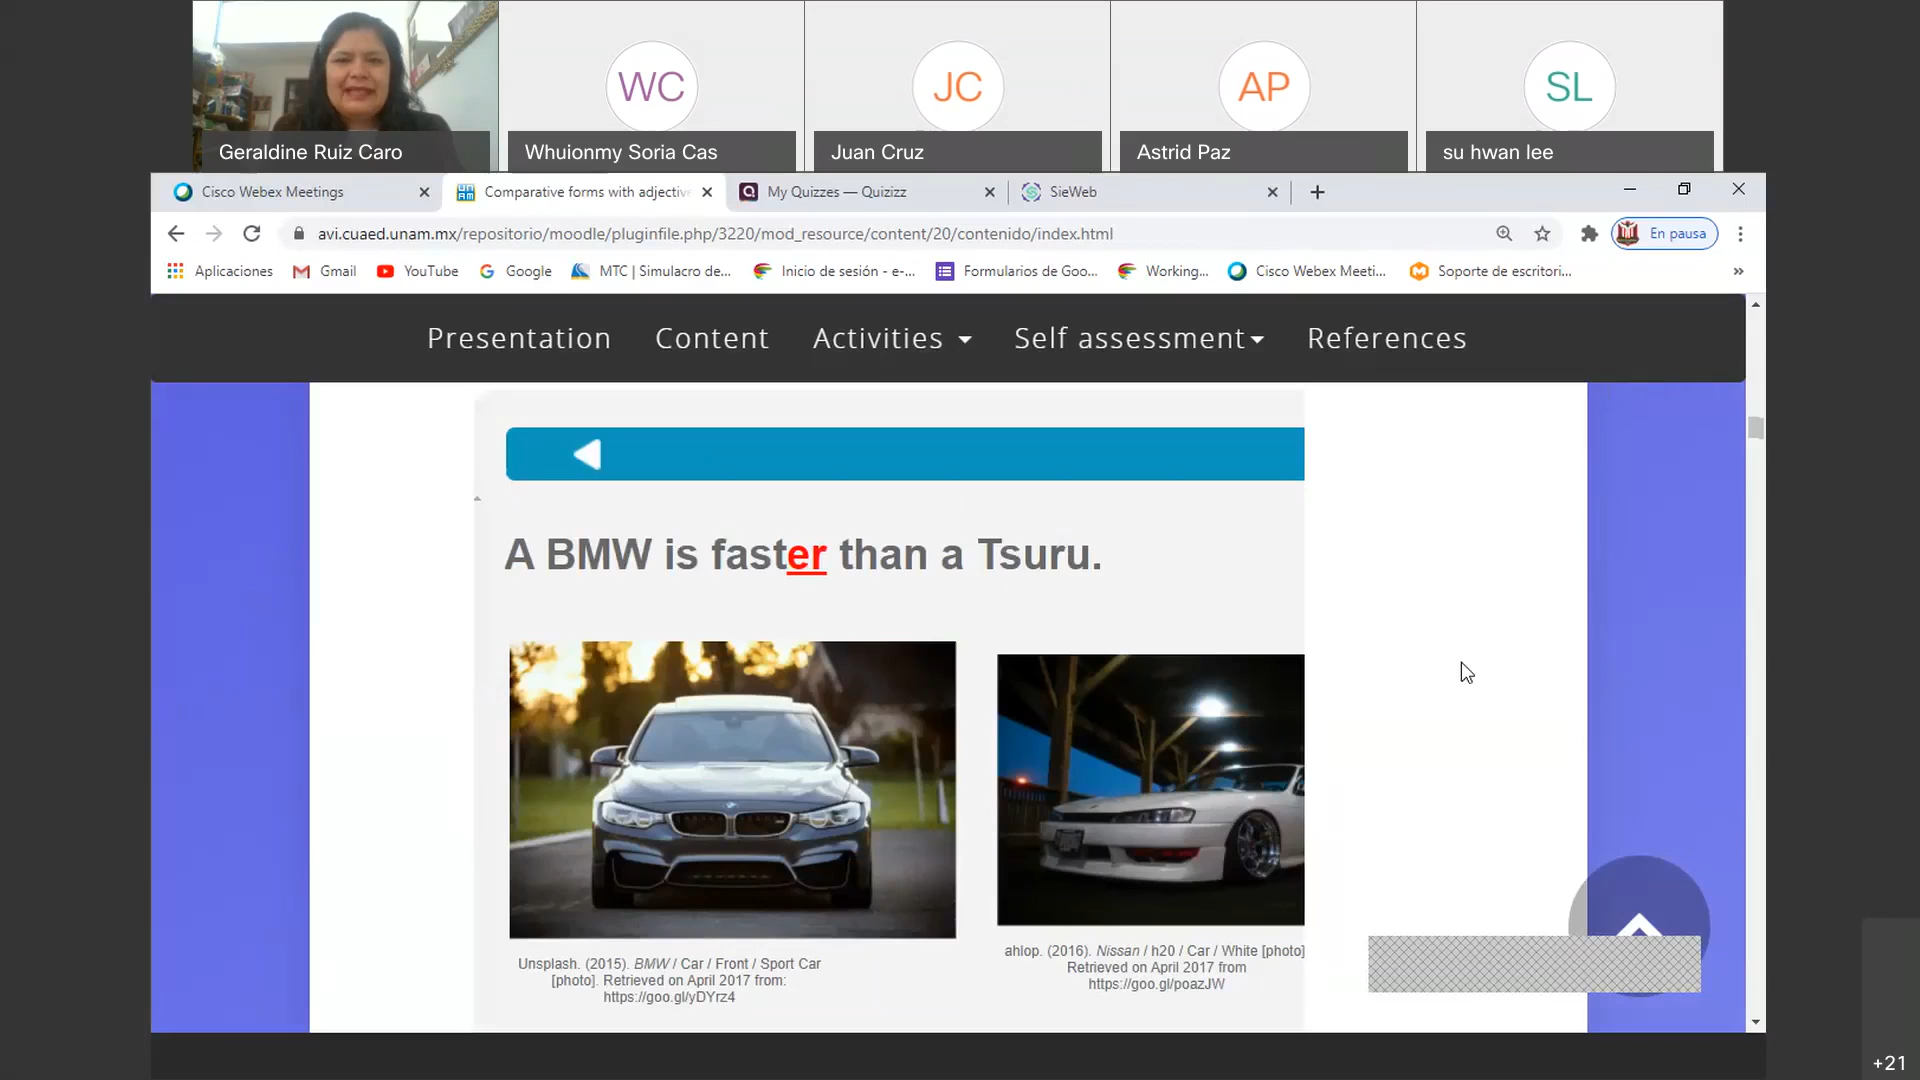 WC
JC
AP
SL
Geraldine Ruiz Caro
Whuionmy Soria Cas
Juan Cruz
Astrid Paz
su hwan lee
Cisco Webex Meetings
Comparative forms with adjectiv
My Quizzes — Quizizz
SieWeb
avi.cuaed.unam.mx/repositorio/moodle/pluginfile.php/3220/mod_resource/content/20/contenido/index.html
En pausa
Aplicaciones
Gmail
YouTube
Google
MTC | Simulacro de...
Inicio de sesión - e-...
Formularios de Goo...
Working...
Cisco Webex Meeti...
Soporte de escritori...
»
Presentation
Content
Activities
Self assessment
References
A BMW is faster than a Tsuru.
Unsplash. (2015). BMW / Car / Front / Sport Car
[photo]. Retrieved on April 2017 from:
https://goo.gl/yDYrz4
ahlop. (2016). Nissan / h20 / Car / White [photo]
Retrieved on April 2017 from
https://goo.gl/poazJW
+21